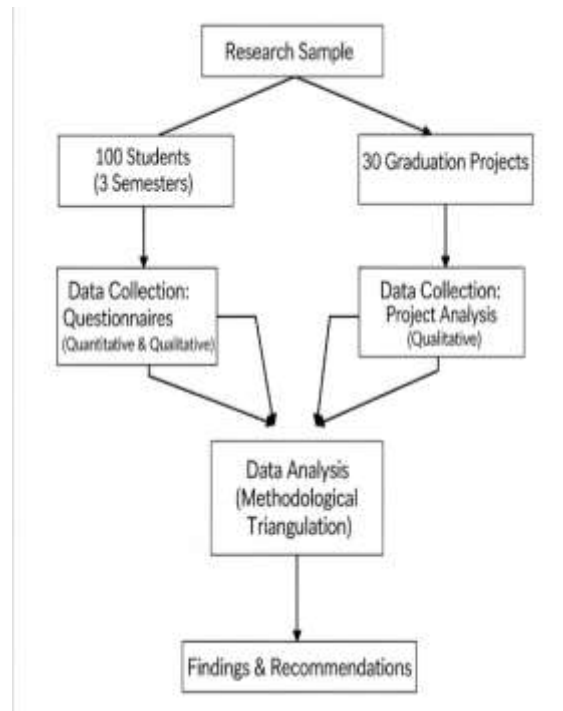 Research Sample
100 Students
(3 Semesters)
30 Graduation Projects
Data Collection:
Questionnaires
(Quantitative & Qualitative)
Data Collection:
Project Analysis
(Qualitative)
Data Analysis
(Methodological
Triangulation)
Findings & Recommendations